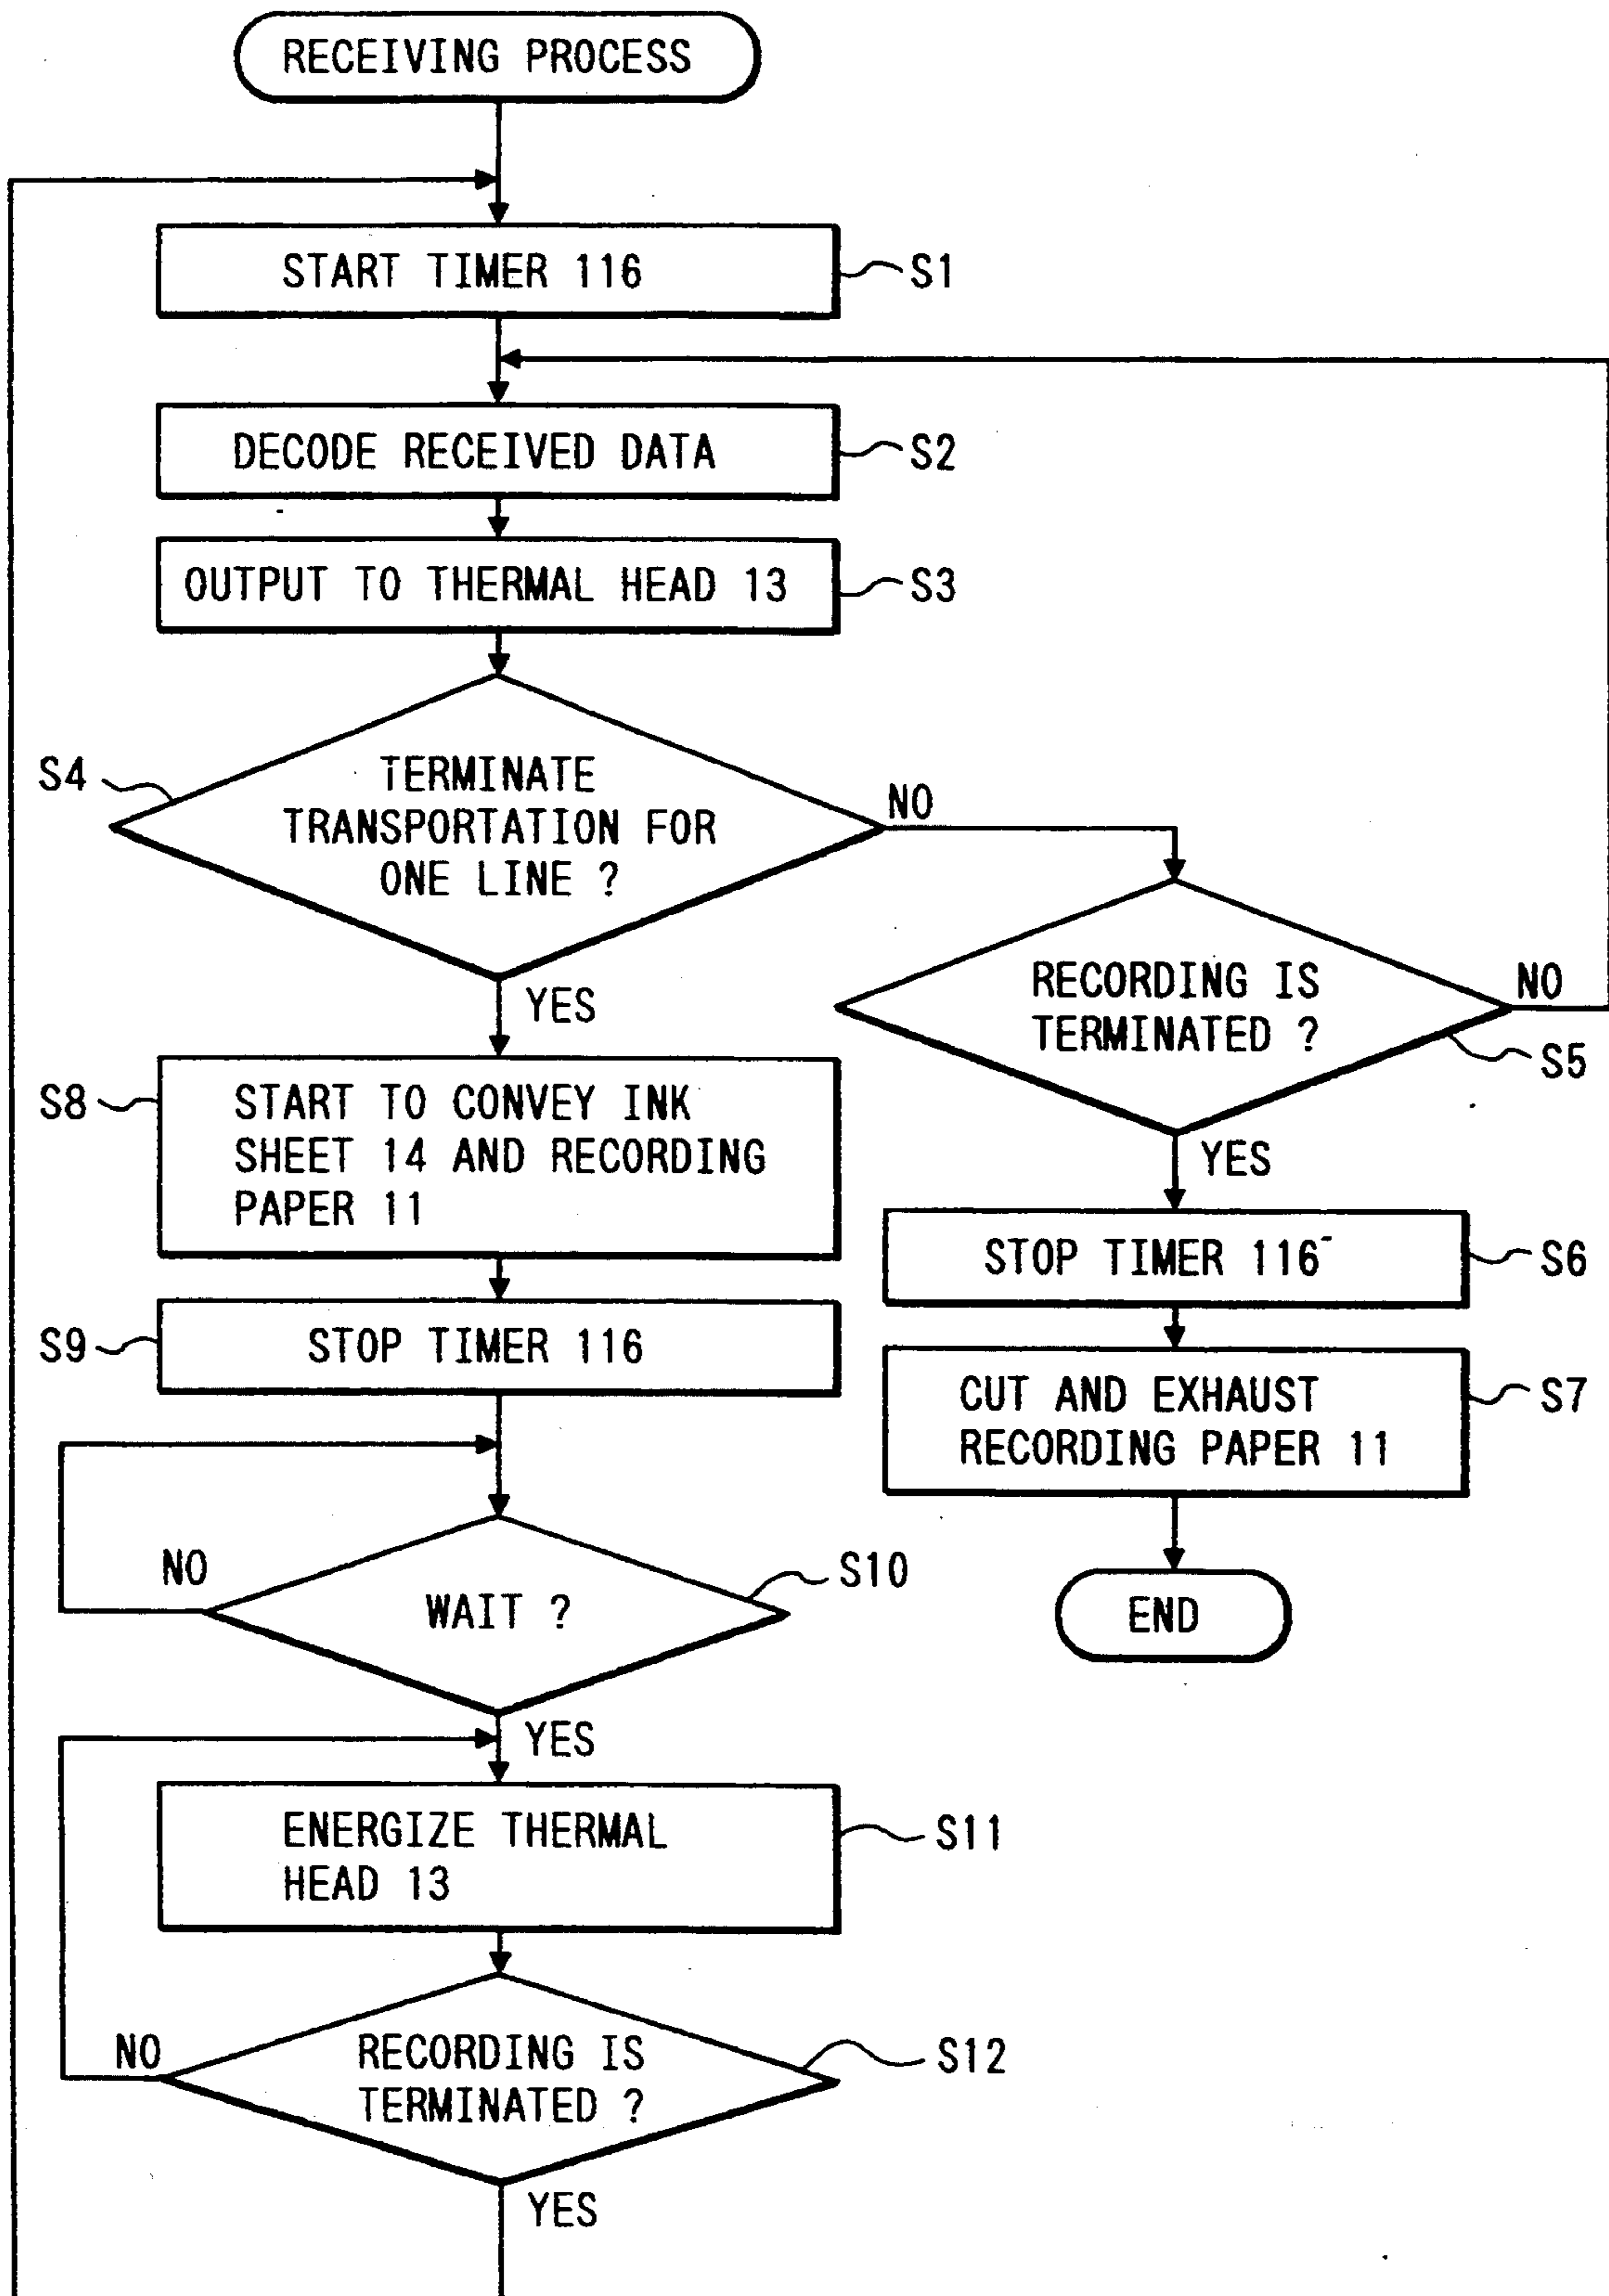 RECEIVING PROCESS
START TIMER 116
S1
DECODE RECEIVED DATA
S2
OUTPUT TO THERMAL HEAD 13
S3
S4
TERMINATE
TRANSPORTATION FOR
ONE LINE ?
NO
YES
RECORDING IS
TERMINATED ?
NO
S5
YES
STOP TIMER 116
S6
CUT AND EXHAUST
RECORDING PAPER 11
S7
END
S8
START TO CONVEY INK
SHEET 14 AND RECORDING
PAPER 11
S9
STOP TIMER 116
NO
WAIT ?
S10
YES
ENERGIZE THERMAL
HEAD 13
S11
NO
RECORDING IS
TERMINATED ?
S12
YES